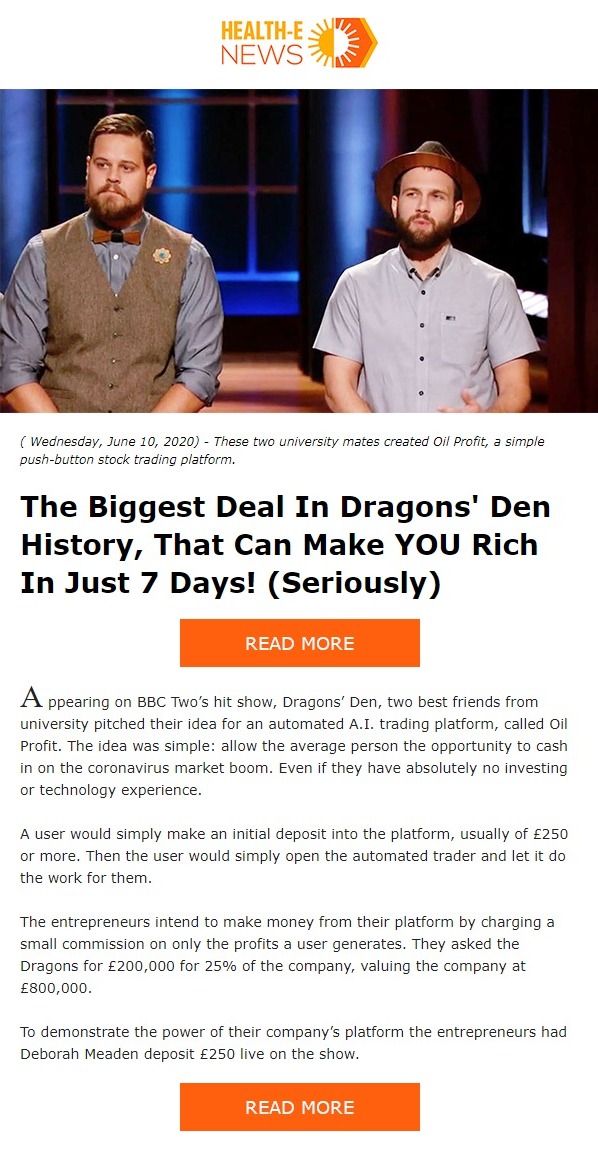 HEALTH-E
NEWS
( Wednesday, June 10, 2020) - These two university mates created Oil Profit, a simple
push-button stock trading platform.
The Biggest Deal In Dragons' Den
History, That Can Make YOU Rich
In Just 7 Days! (Seriously)
READ MORE
Appearing on BBC Two’s hit show, Dragons’ Den, two best friends from
university pitched their idea for an automated A.I. trading platform, called Oil
Profit. The idea was simple: allow the average person the opportunity to cash
in on the coronavirus market boom. Even if they have absolutely no investing
or technology experience.
A user would simply make an initial deposit into the platform, usually of £250
or more. Then the user would simply open the automated trader and let it do
the work for them.
The entrepreneurs intend to make money from their platform by charging a
small commission on only the profits a user generates. They asked the
Dragons for £200,000 for 25% of the company, valuing the company at
£800,000.
To demonstrate the power of their company’s platform the entrepreneurs had
Deborah Meaden deposit £250 live on the show.
READ MORE